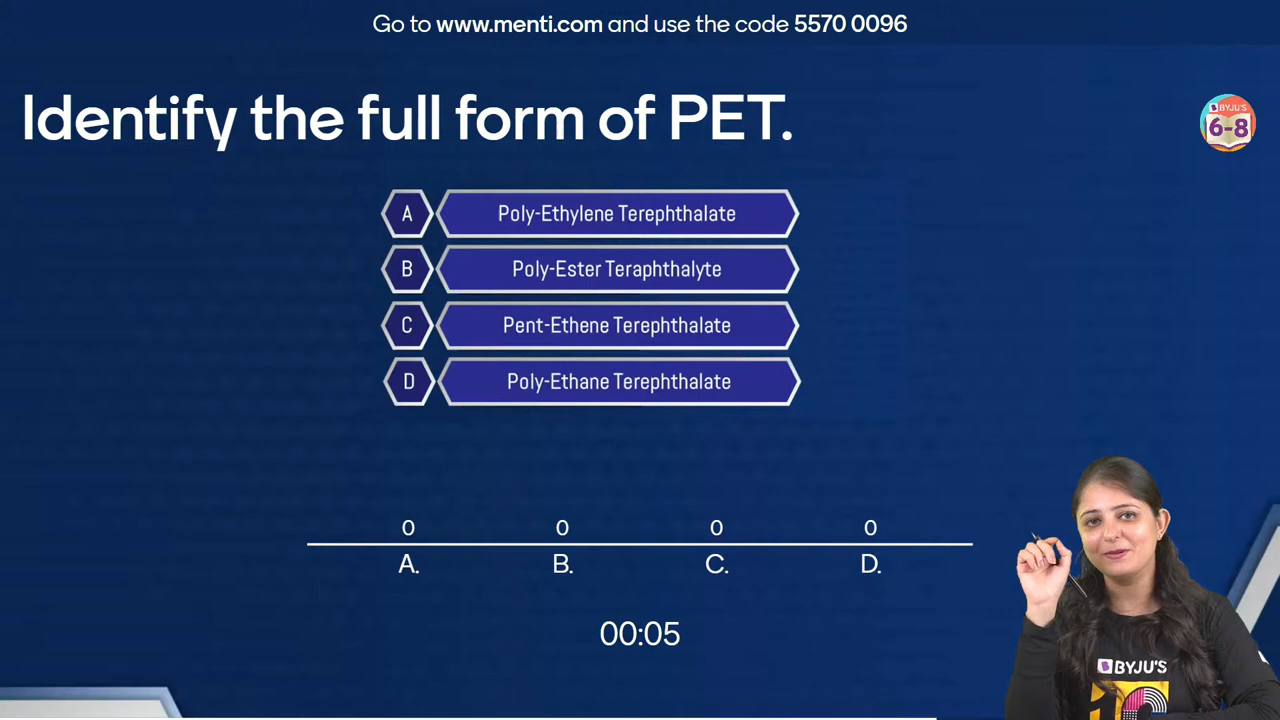 Go to www.menti.com and use the code 5570 0096
Identify the full form of PET.
BYJU'S
6-8
A Poly-Ethylene Terephthalate
B Poly-Ester Teraphthalyte
C Pent-Ethene Terephthalate
D Poly-Ethane Terephthalate
0 0 0 0
A. B. C. D.
00:05
BYJU'S